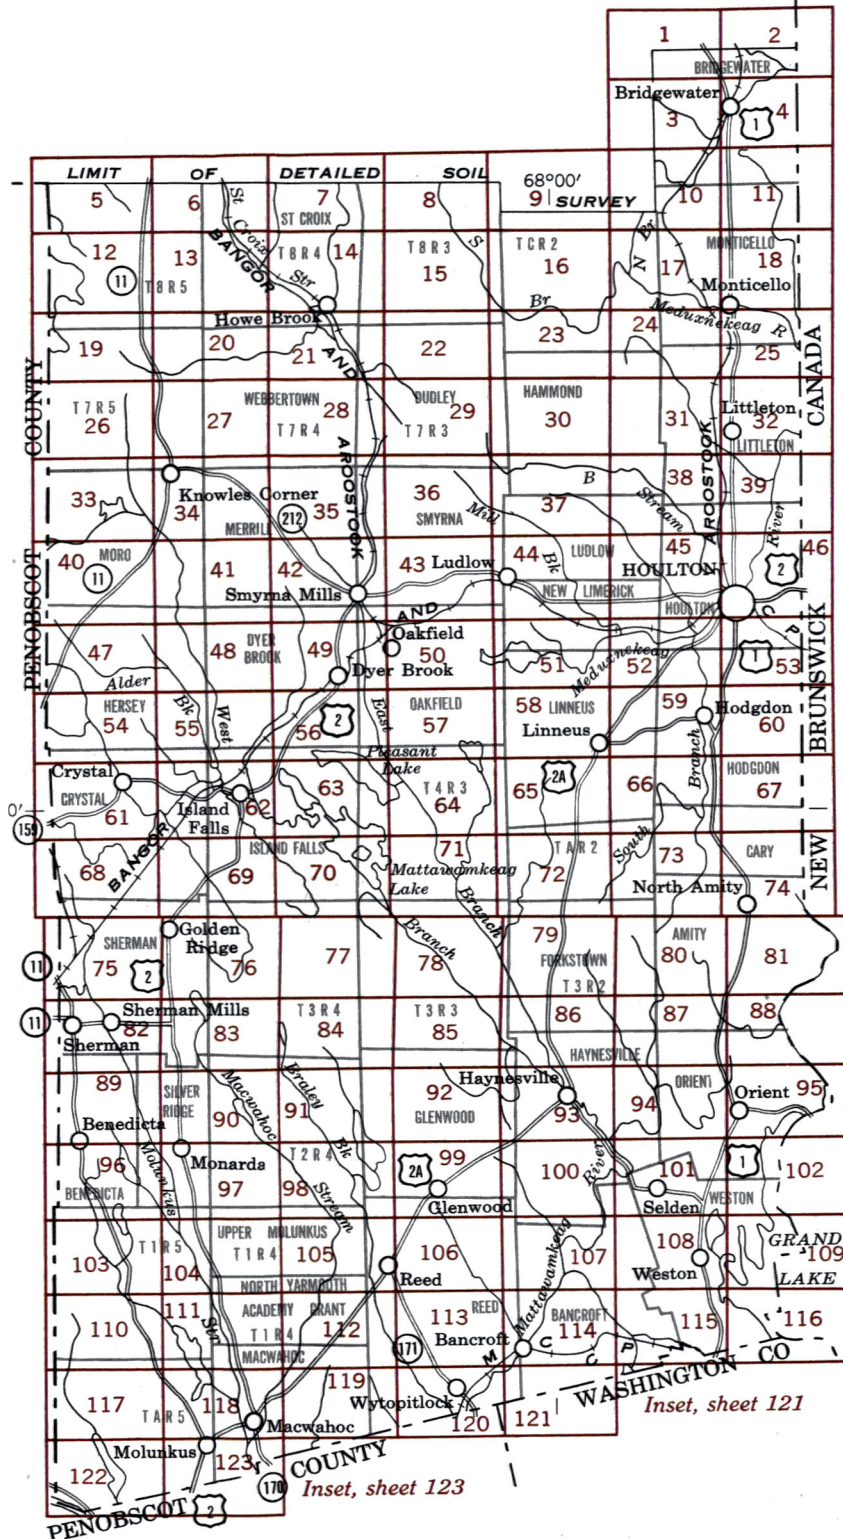 1 2
BRIDGEWATER
Bridgewater
3 1 4
LIMIT OF DETAILED SOIL SURVEY
68°00'
5 6 7 8 9 10 11
ST CROIX
St Croix Str
12 13 14 15 16 17 18
T8R5 T8R4 T8R3 TCR2 MONTICELLO
11
BANGOR AND AROOSTOOK
S Br
N Br
Monticello
Meduxnekeag R
Howe Brook
19 20 21 22 23 24 25
PENOBSCOT COUNTY
CANADA
NEW BRUNSWICK
WEBBERTOWN DUDLEY HAMMOND
T7R5 T7R4 T7R3
26 27 28 29 30 31 32
Littleton
LITTLETON
AROOSTOOK
Knowles Corner
33 34 35 36 37 38 39
212
MERRILL SMYRNA
Mill Bk
B Stream
River
40 41 42 43 44 45 46
MORO LUDLOW
11
Ludlow
HOULTON
2
Smyrna Mills
NEW LIMERICK HOULTON
AND
C P
Oakfield
47 48 49 50 51 52 53
DYER BROOK
Dyer Brook
Meduxnekeag
1
Alder Bk
West
East
HERSEY OAKFIELD LINNEUS
54 55 56 57 58 59 60
2
Hodgdon
Linneus
Branch
Pleasant Lake
2A
Crystal
CRYSTAL
HODGDON
Island Falls
61 62 63 64 65 66 67
T4R3
0'
159
BANGOR
ISLAND FALLS
TAR2
South
CARY
68 69 70 71 72 73 74
Mattawamkeag Lake
Branch
North Amity
Golden Ridge
Branch
SHERMAN FORKSTOWN AMITY
75 76 77 78 79 80 81
11
2
T3R2
T3R4 T3R3
Sherman Mills
11
Sherman
82 83 84 85 86 87 88
HAYNESVILLE
89 90 91 92 93 94 95
SILVER RIDGE
Macwahoc Stream
Braley Bk
GLENWOOD
Haynesville
ORIENT
Orient
Benedicta
Molunkus Str
Monarda
T2R4
96 97 98 99 100 101 102
BENEDICTA
2A
River
1
WESTON
Glenwood
Selden
UPPER MOLUNKUS
T1R5 T1R4
103 104 105 106 107 108 109
Reed
Mattawamkeag
Weston
GRAND LAKE
NORTH YARMOUTH
ACADEMY GRANT
T1R4
REED BANCROFT
110 111 112 113 114 115 116
MACWAHOC
171
Bancroft
M C
C P
WASHINGTON CO
117 118 119 120 121
TAR5
Wytopitlock
Inset, sheet 121
Macwahoc
Molunkus
122 123
170
2
PENOBSCOT COUNTY
Inset, sheet 123